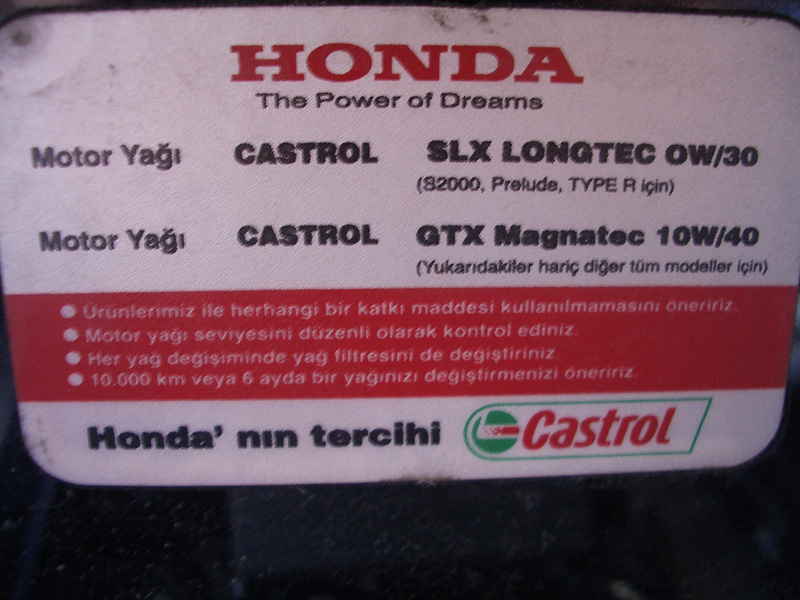 HONDA
The Power of Dreams
Motor Yağı CASTROL SLX LONGTEC 0W/30
(S2000, Prelude, TYPE R için)
Motor Yağı CASTROL GTX Magnatec 10W/40
(Yukarıdakiler hariç diğer tüm modeller için)
● Ürünlerimiz ile herhangi bir katkı maddesi kullanılmamasını öneririz.
● Motor yağı seviyesini düzenli olarak kontrol ediniz.
● Her yağ değişiminde yağ filtresini de değiştiriniz.
● 10.000 km veya 6 ayda bir yağınızı değiştirmenizi öneririz.
Honda' nın tercihi Castrol